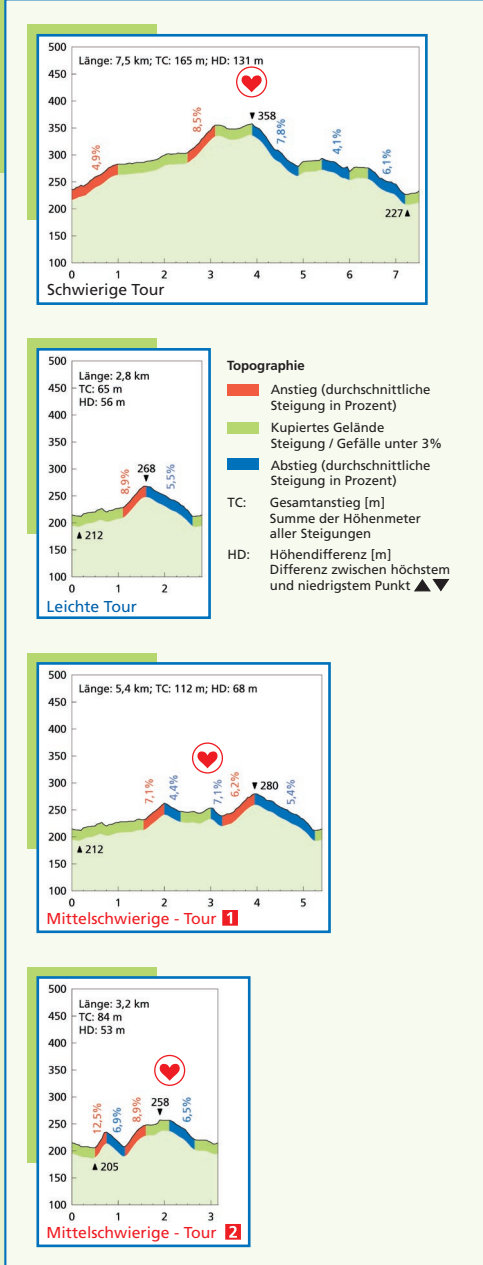 500
450
400
350
300
250
200
150
100
Länge: 7,5 km; TC: 165 m; HD: 131 m
4,9%
8,5%
358
7,8%
4,1%
6,1%
227
0 1 2 3 4 5 6 7
Schwierige Tour
500
450
400
350
300
250
200
150
100
Länge: 2,8 km
TC: 65 m
HD: 56 m
8,9%
268
5,5%
212
0 1 2
Leichte Tour
Topographie
Anstieg (durchschnittliche
Steigung in Prozent)
Kupiertes Gelände
Steigung / Gefälle unter 3%
Abstieg (durchschnittliche
Steigung in Prozent)
TC: Gesamtanstieg [m]
Summe der Höhenmeter
aller Steigungen
HD: Höhendifferenz [m]
Differenz zwischen höchstem
und niedrigstem Punkt
500
450
400
350
300
250
200
150
100
Länge: 5,4 km; TC: 112 m; HD: 68 m
7,1%
4,4%
7,1%
6,2%
280
5,4%
212
0 1 2 3 4 5
Mittelschwierige - Tour 1
500
450
400
350
300
250
200
150
100
Länge: 3,2 km
TC: 84 m
HD: 53 m
12,5%
6,9%
8,9%
258
6,5%
205
0 1 2 3
Mittelschwierige - Tour 2